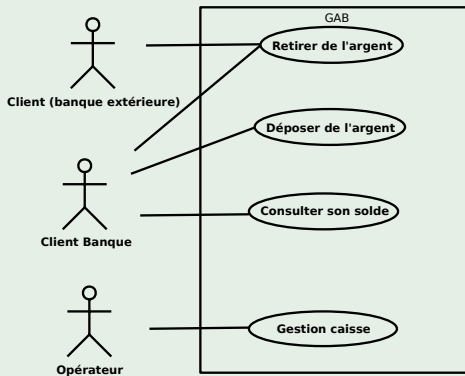 GAB
Retirer de l'argent
Client (banque extérieure)
Déposer de l'argent
Consulter son solde
Client Banque
Gestion caisse
Opérateur